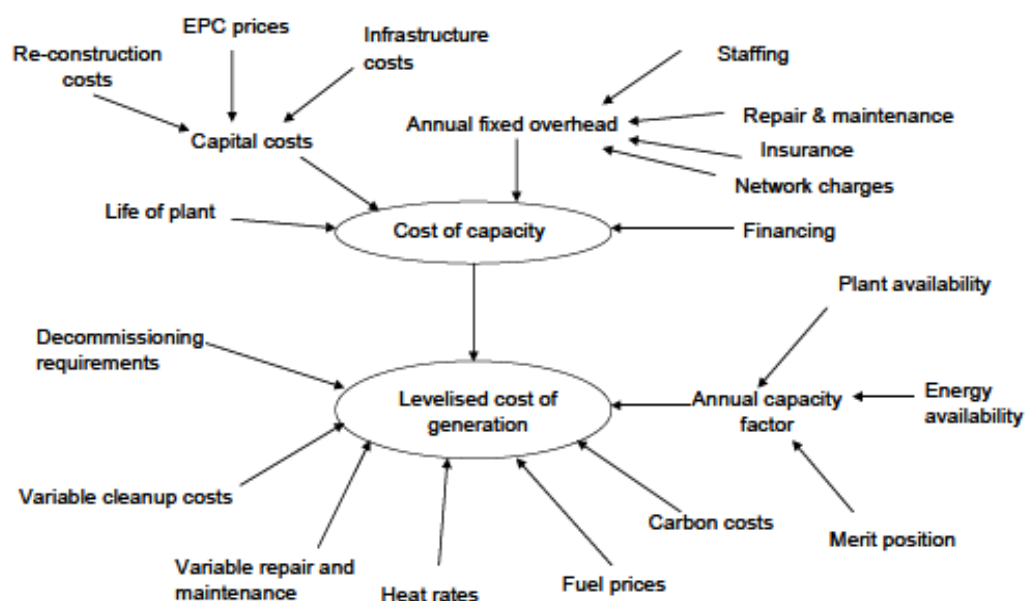 EPC prices
Infrastructure
costs
Re-construction
costs
Staffing
Capital costs
Annual fixed overhead
Repair & maintenance
Insurance
Network charges
Life of plant
Cost of capacity
Financing
Plant availability
Decommissioning
requirements
Levelised cost of
generation
Annual capacity
factor
Energy
availability
Variable cleanup costs
Carbon costs
Merit position
Variable repair and
maintenance
Heat rates
Fuel prices